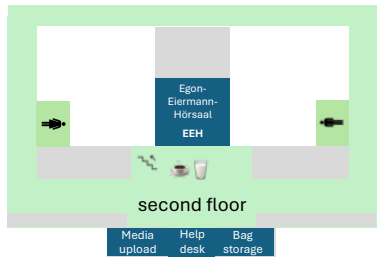 Egon-
Eiermann-
Hörsaal
EEH
second floor
Media upload
Help desk
Bag storage